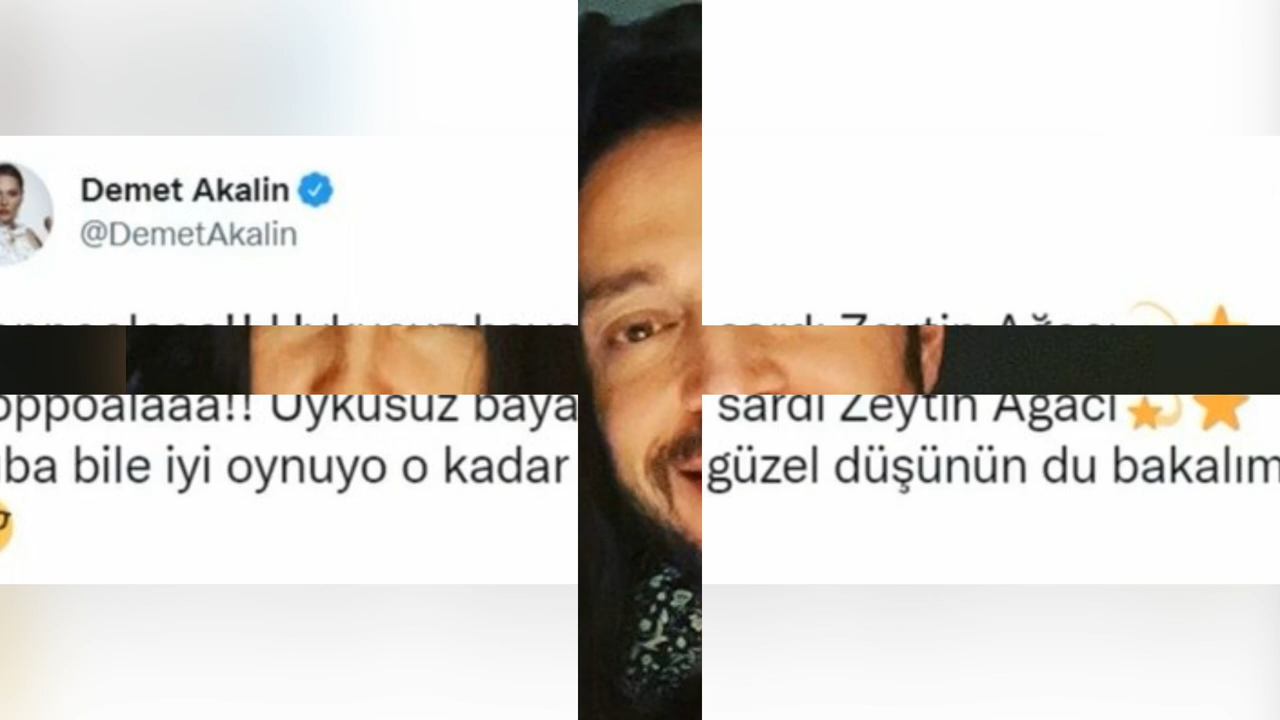 Demet Akalin
@DemetAkalin
oppoalaaa!! Uykusuz baya sardı Zeytin Ağacı
ba bile iyi oynuyo o kadar güzel düşünün du bakalım